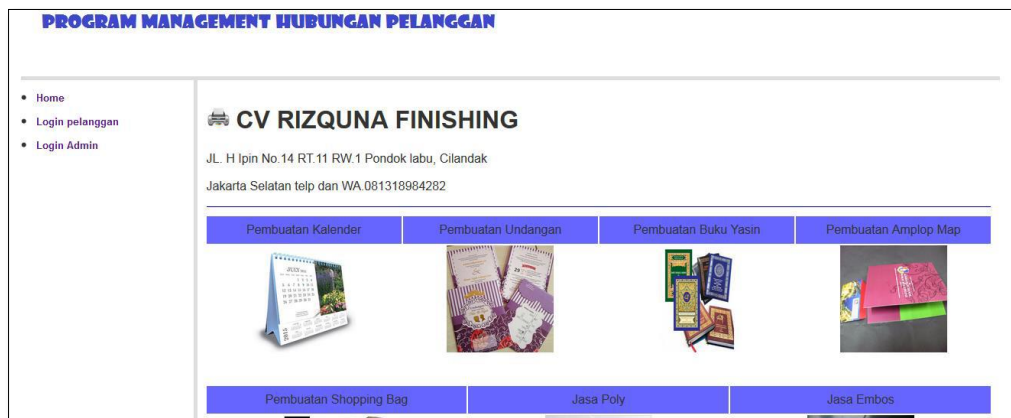 PROGRAM MANAGEMENT HUBUNGAN PELANGGAN
Home
Login pelanggan
Login Admin
CV RIZQUNA FINISHING
JL. H Ipin No.14 RT.11 RW.1 Pondok labu, Cilandak
Jakarta Selatan telp dan WA.081318984282
Pembuatan Kalender
Pembuatan Undangan
Pembuatan Buku Yasin
Pembuatan Amplop Map
Pembuatan Shopping Bag
Jasa Poly
Jasa Embos